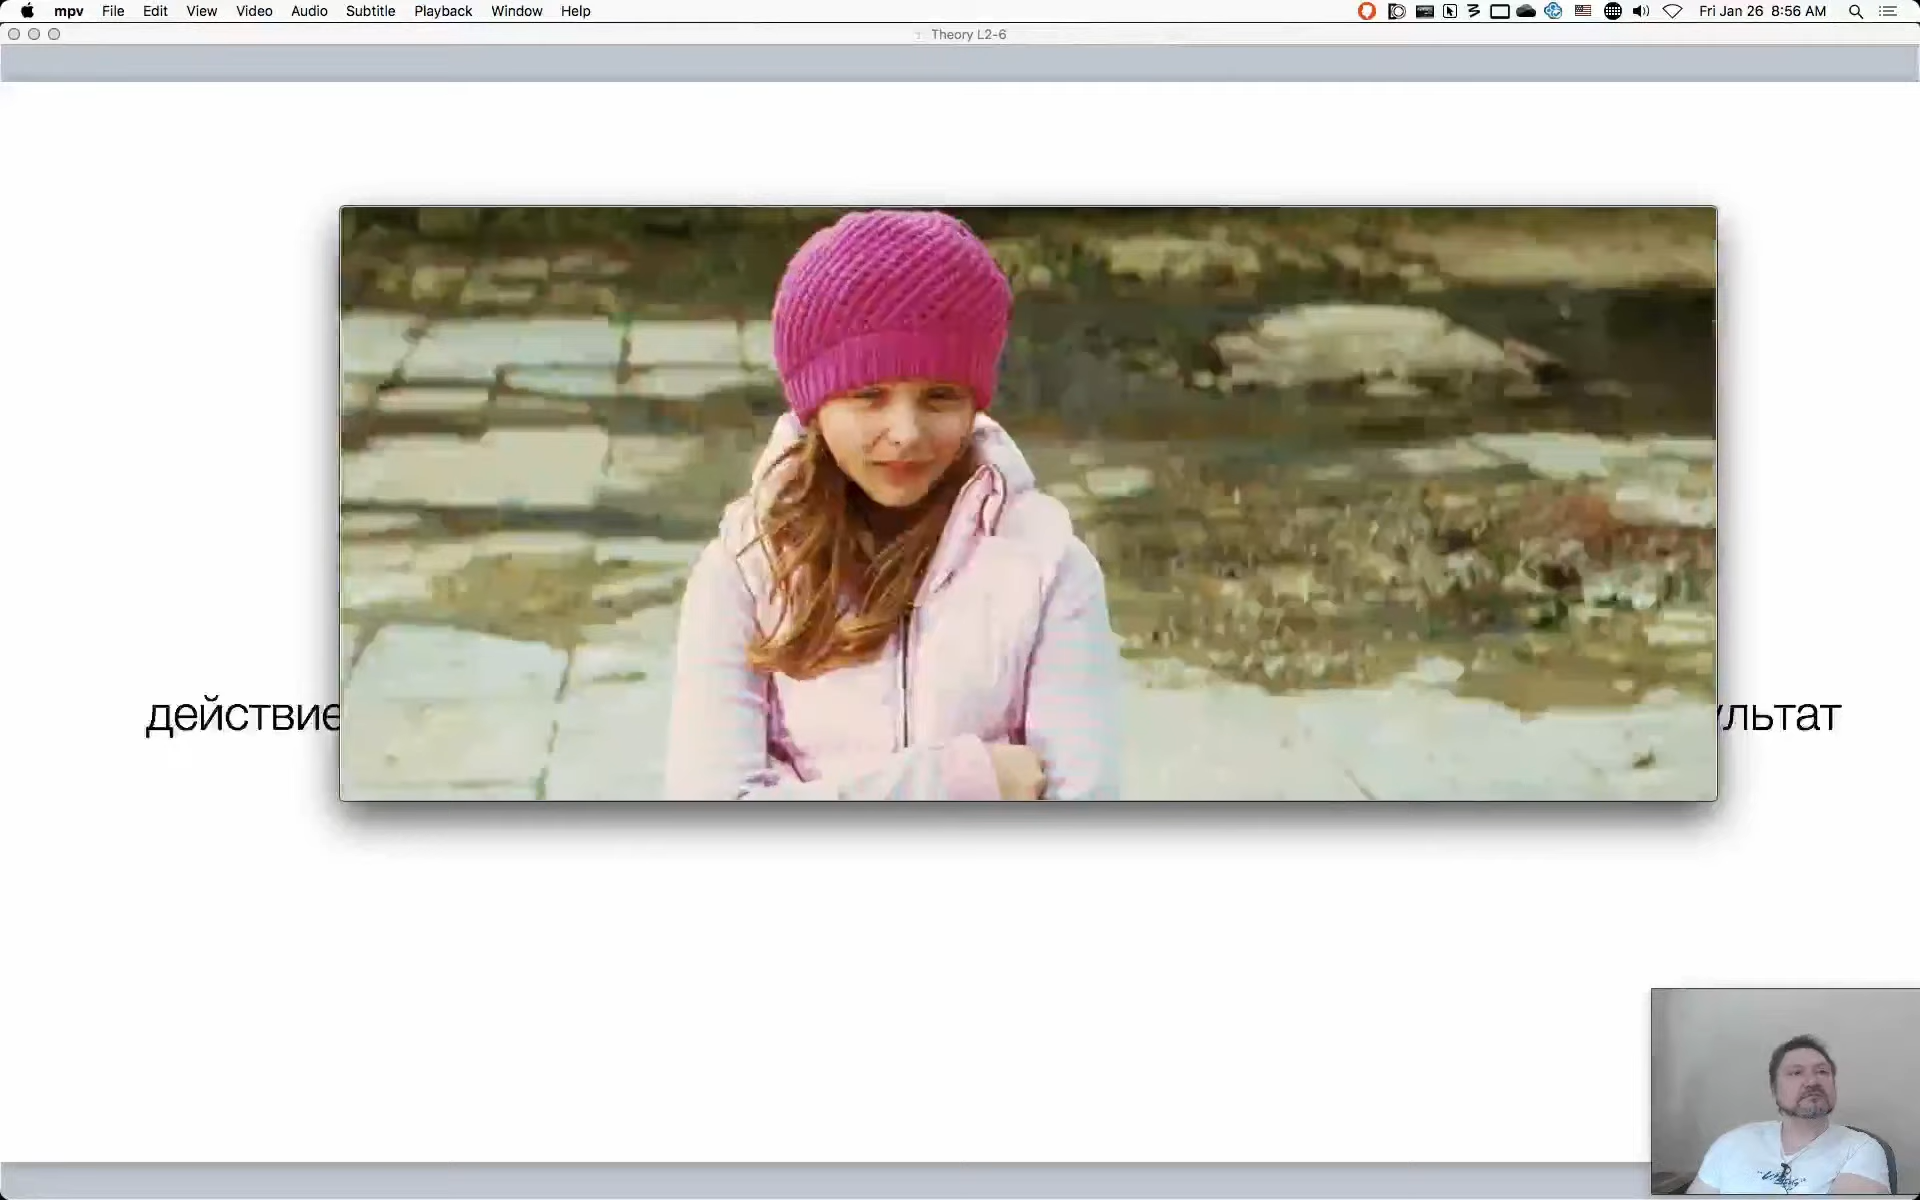 mpv File Edit View Video Audio Subtitle Playback Window Help Fri Jan 26 8:56 AM
Theory L2-6
действие ультат